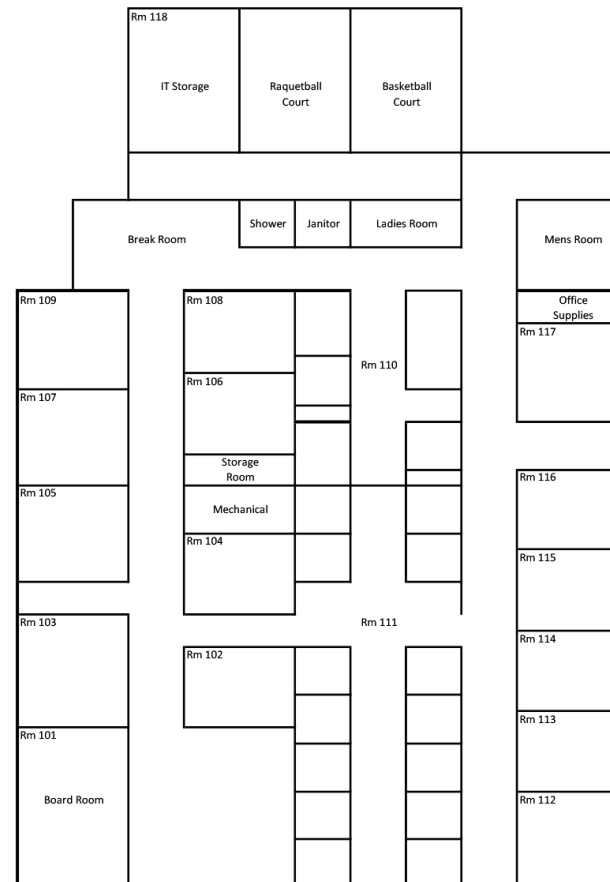 Rm 118
IT Storage
Raquetball
Court
Basketball
Court
Shower
Janitor
Ladies Room
Break Room
Mens Room
Rm 109
Rm 108
Office
Supplies
Rm 117
Rm 110
Rm 106
Rm 107
Storage
Room
Rm 116
Rm 105
Mechanical
Rm 104
Rm 115
Rm 103
Rm 111
Rm 114
Rm 102
Rm 113
Rm 101
Board Room
Rm 112